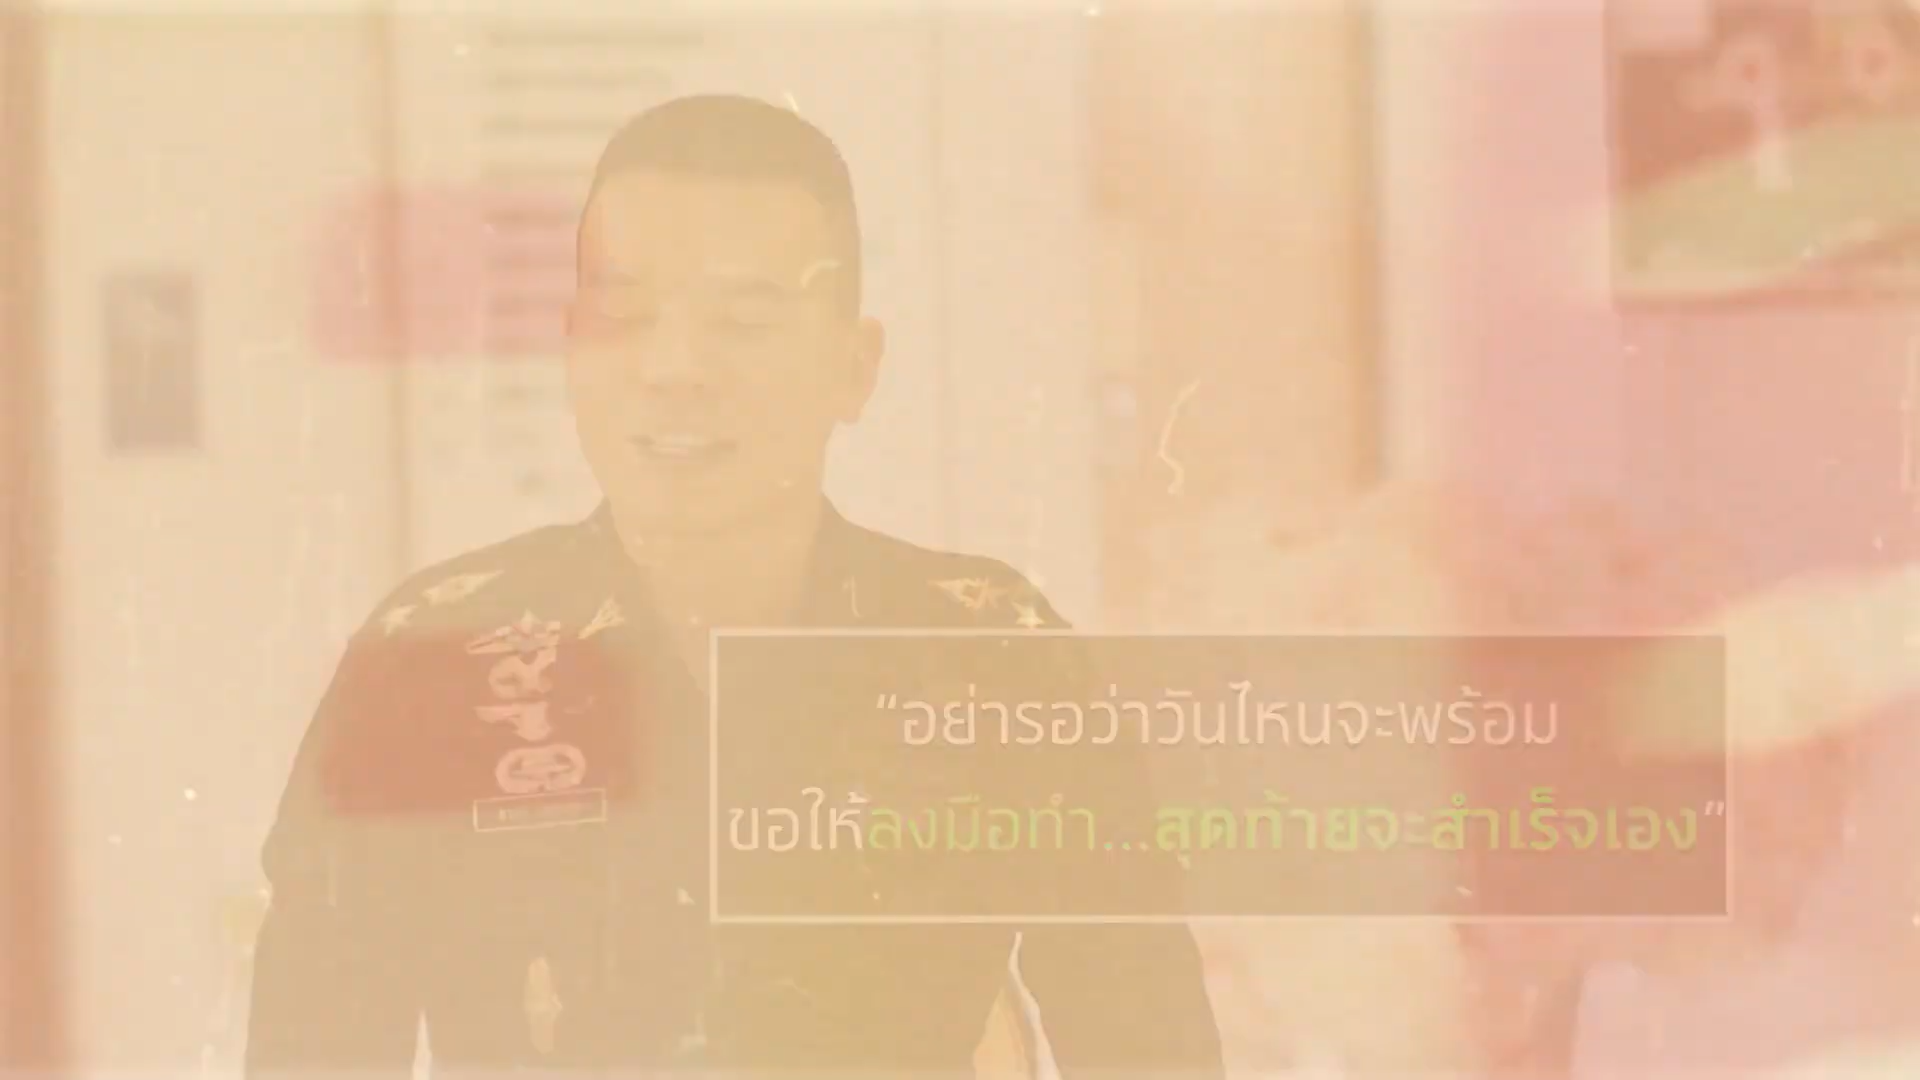 “อย่ารอว่าวันไหนจะพร้อม
ขอให้ลงมือทำ...สุดท้ายจะสำเร็จเอง”